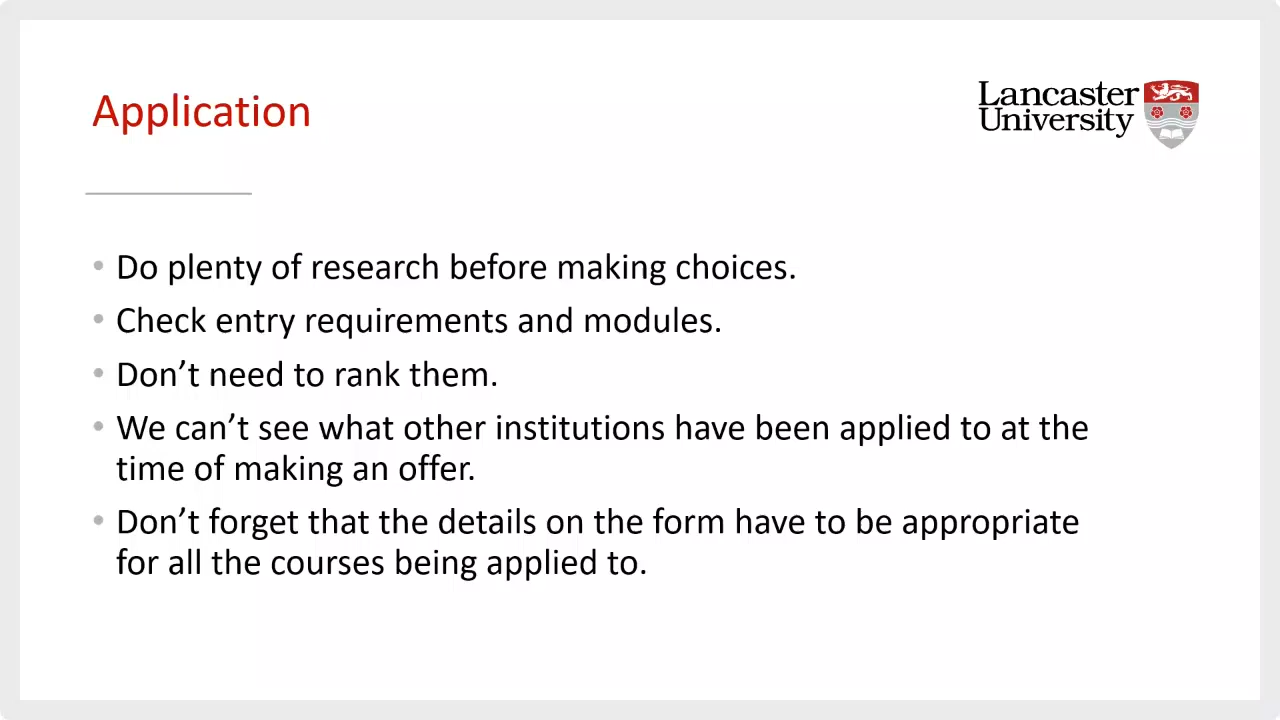 Application
Lancaster
University
• Do plenty of research before making choices.
• Check entry requirements and modules.
• Don’t need to rank them.
• We can’t see what other institutions have been applied to at the
time of making an offer.
• Don’t forget that the details on the form have to be appropriate
for all the courses being applied to.